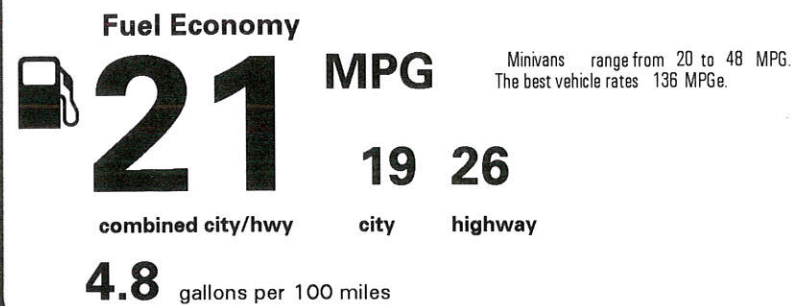 Fuel Economy
21 MPG
Minivans range from 20 to 48 MPG.
The best vehicle rates 136 MPGe.
19 26
combined city/hwy city highway
4.8 gallons per 100 miles